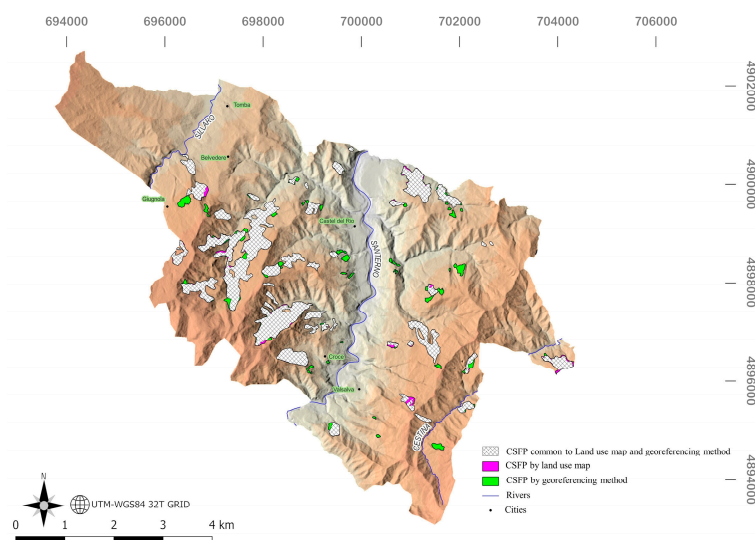 694000 696000 698000 700000 702000 704000 706000
4902000
4900000
4898000
4896000
4894000
Tomba
SILLARO
Belvedere
Giugnola
Castel del Rio
SANTERNO
Croce
Valsalva
CESTINA
CSFP common to Land use map and georeferencing method
CSFP by land use map
CSFP by georeferencing method
Rivers
Cities
N
UTM-WGS84 32T GRID
0 1 2 3 4 km